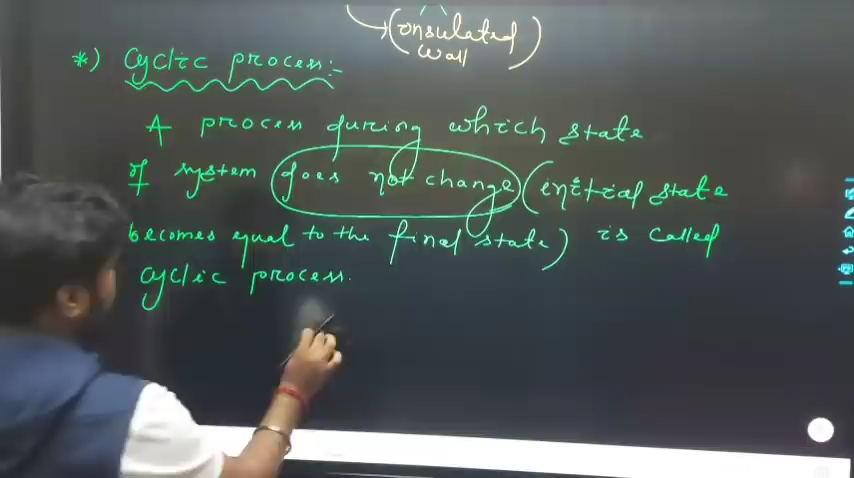 (insulated
wall)
*) Cyclic process:-
A process during which state
of system does not change (initial state
becomes equal to the final state) is called
cyclic process.